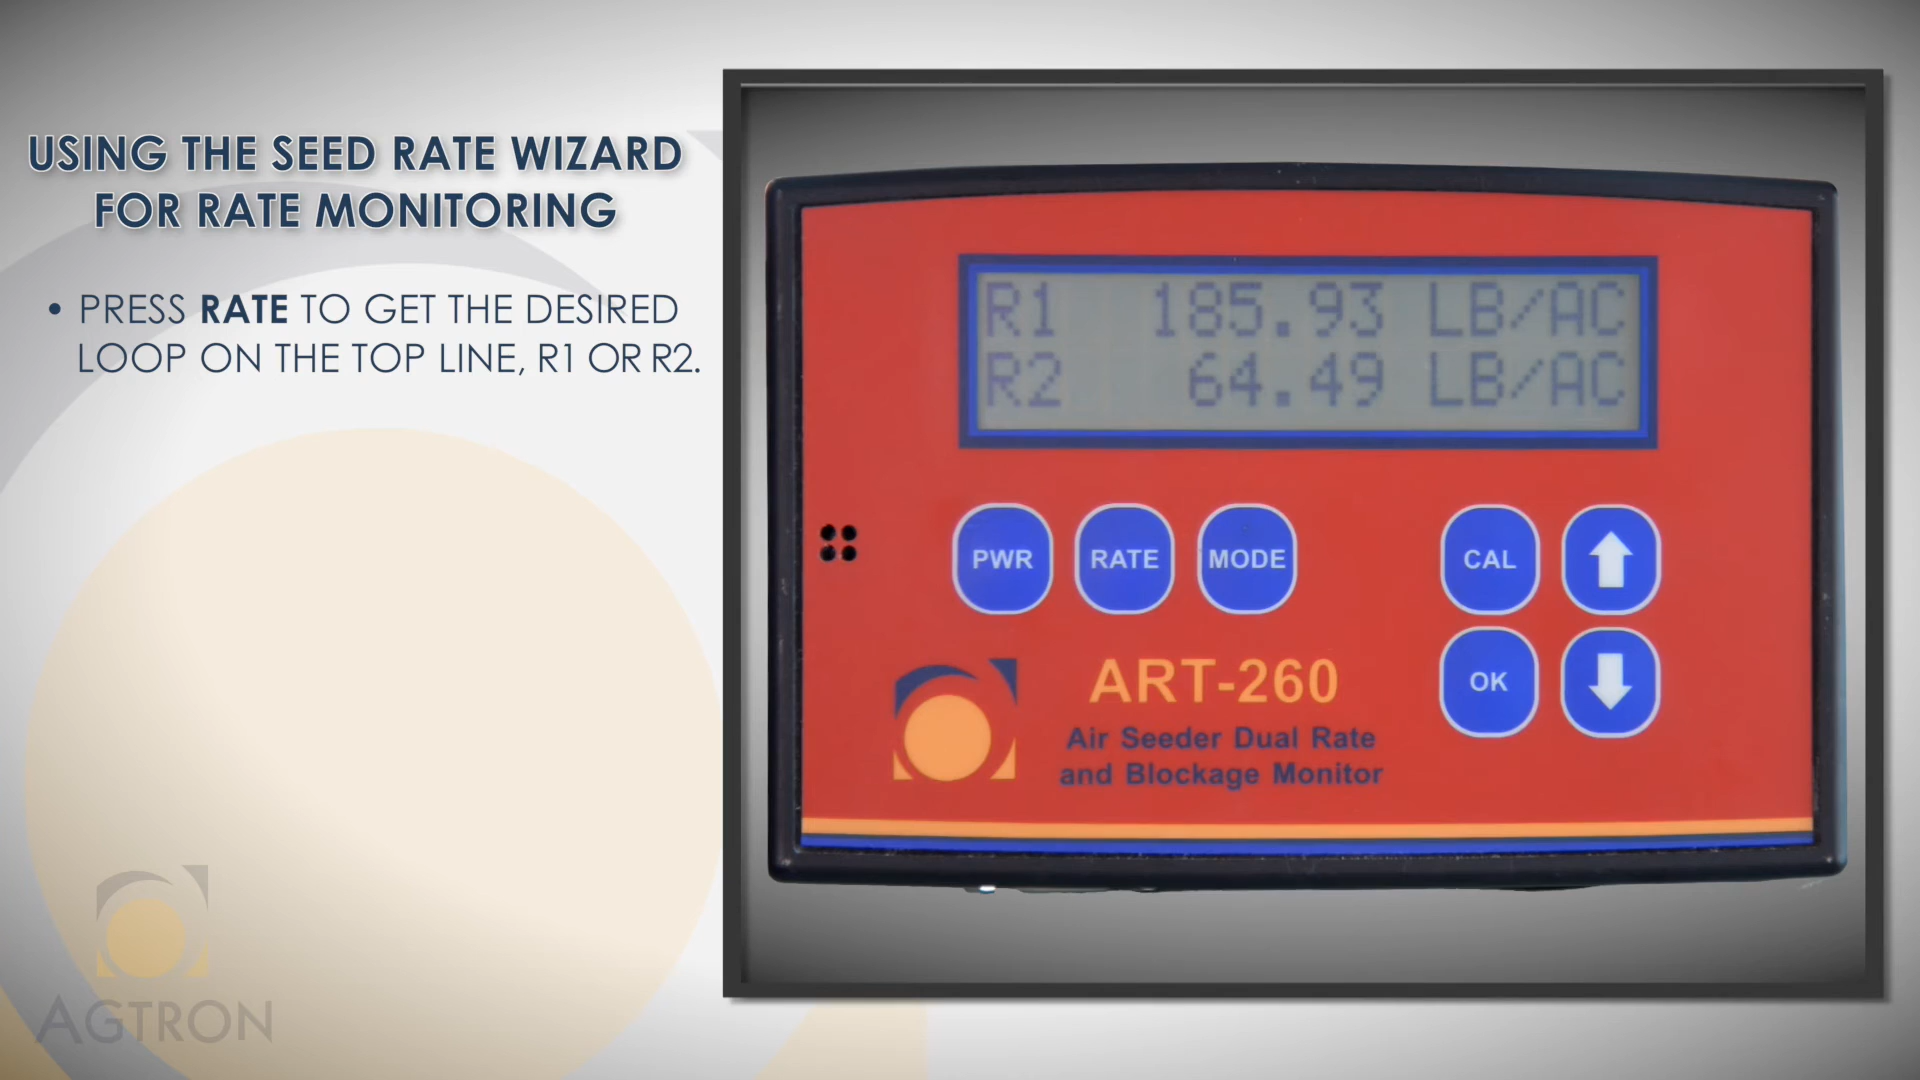 USING THE SEED RATE WIZARD
FOR RATE MONITORING
• PRESS RATE TO GET THE DESIRED
LOOP ON THE TOP LINE, R1 OR R2.
AGTRON
R1 185.93 LB/AC
R2 64.49 LB/AC
PWR RATE MODE CAL
OK
ART-260
Air Seeder Dual Rate
and Blockage Monitor